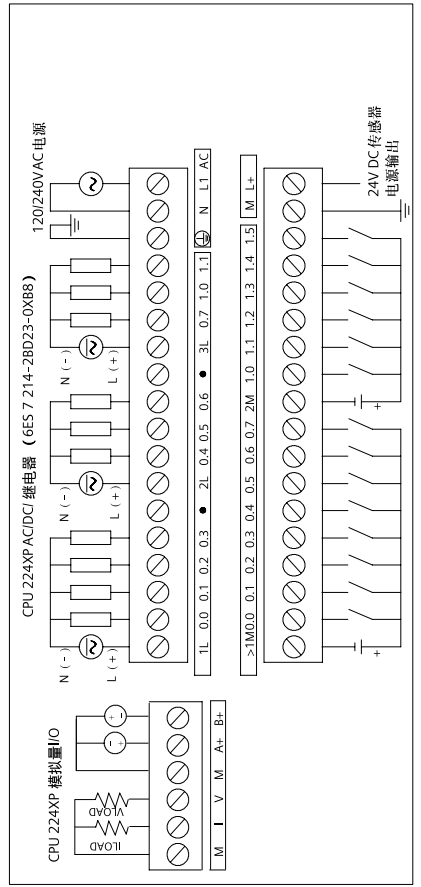 CPU 224XP AC/DC/ 继电器 ( 6ES 7 214-2BD23-0XB8)
120/240V AC 电源
N (-)
L (+)
N (-)
L (+)
N (-)
L (+)
1L 0.0 0.1 0.2 0.3 ● 2L 0.4 0.5 0.6 ● 3L 0.7 1.0 1.1 N L1 AC
>1M 0.0 0.1 0.2 0.3 0.4 0.5 0.6 0.7 2M 1.0 1.1 1.2 1.3 1.4 1.5 M L+
+
+
24V DC 传感器
电源输出
CPU 224XP 模拟量I/O
ILOAD
VLOAD
M I V M A+ B+